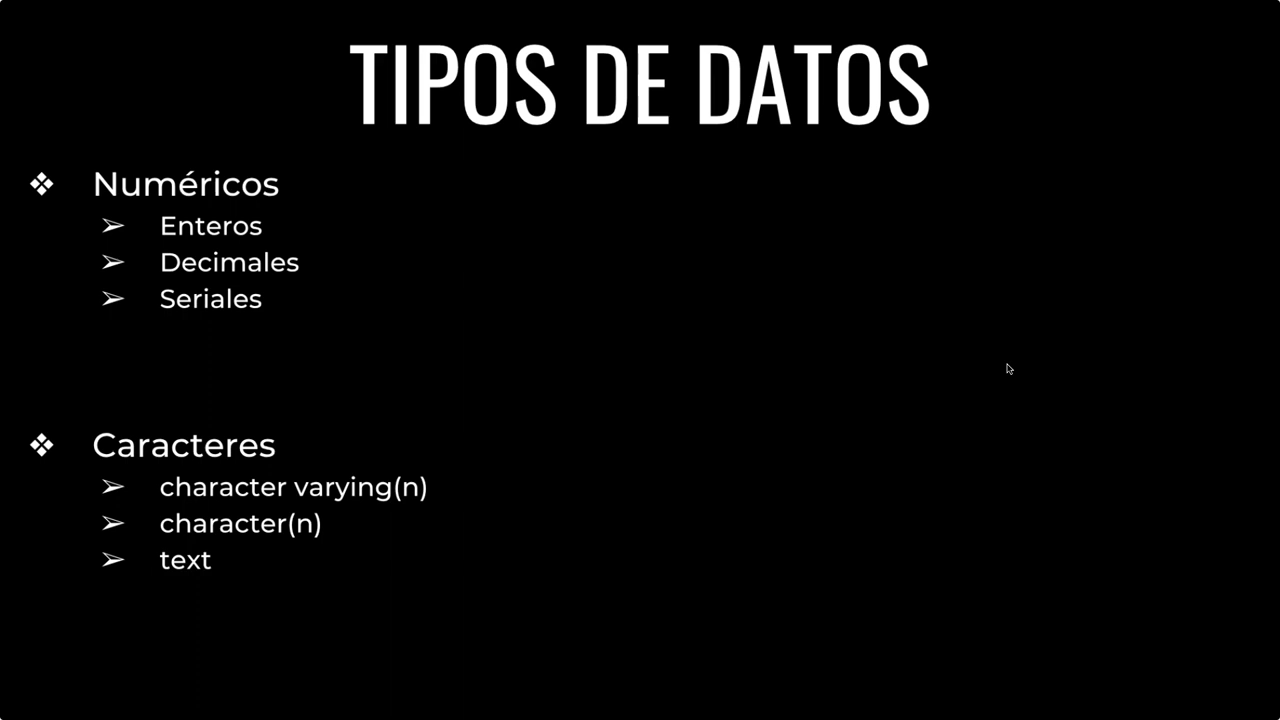 TIPOS DE DATOS
❖ Numéricos
➢ Enteros
➢ Decimales
➢ Seriales
❖ Caracteres
➢ character varying(n)
➢ character(n)
➢ text